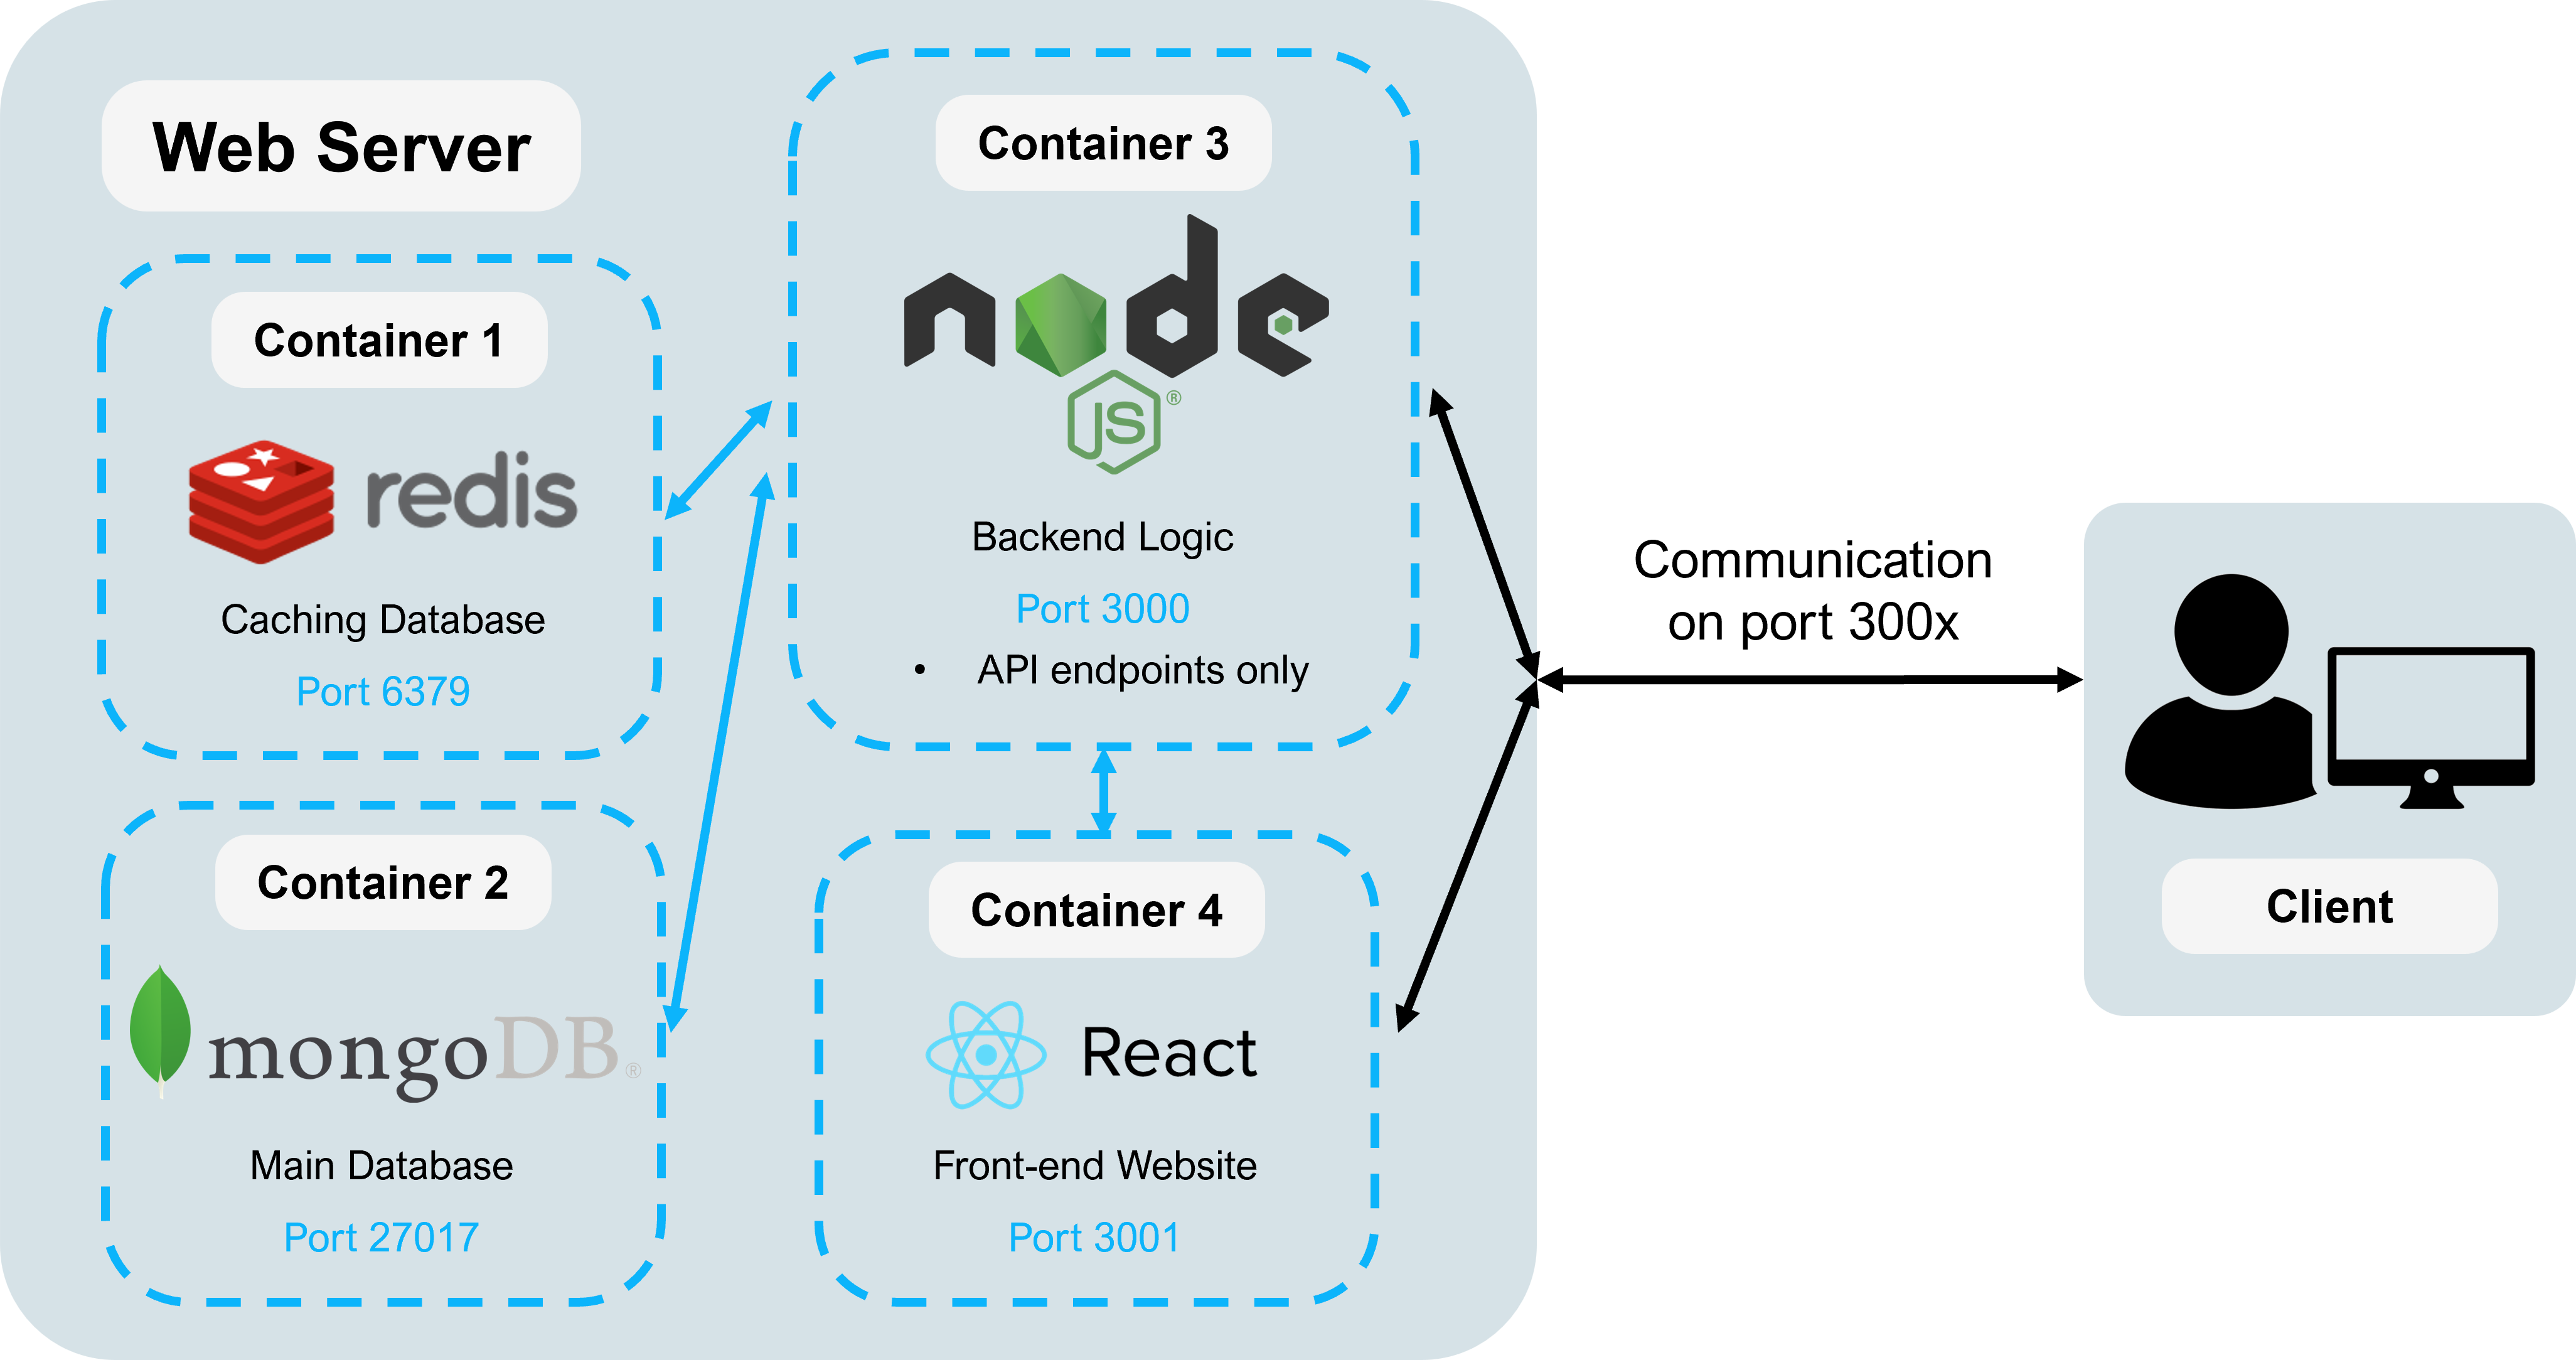 Web Server
Container 1
redis
Caching Database
Port 6379
Container 2
mongoDB®
Main Database
Port 27017
Container 3
node
JS®
Backend Logic
Port 3000
• API endpoints only
Container 4
React
Front-end Website
Port 3001
Communication
on port 300x
Client